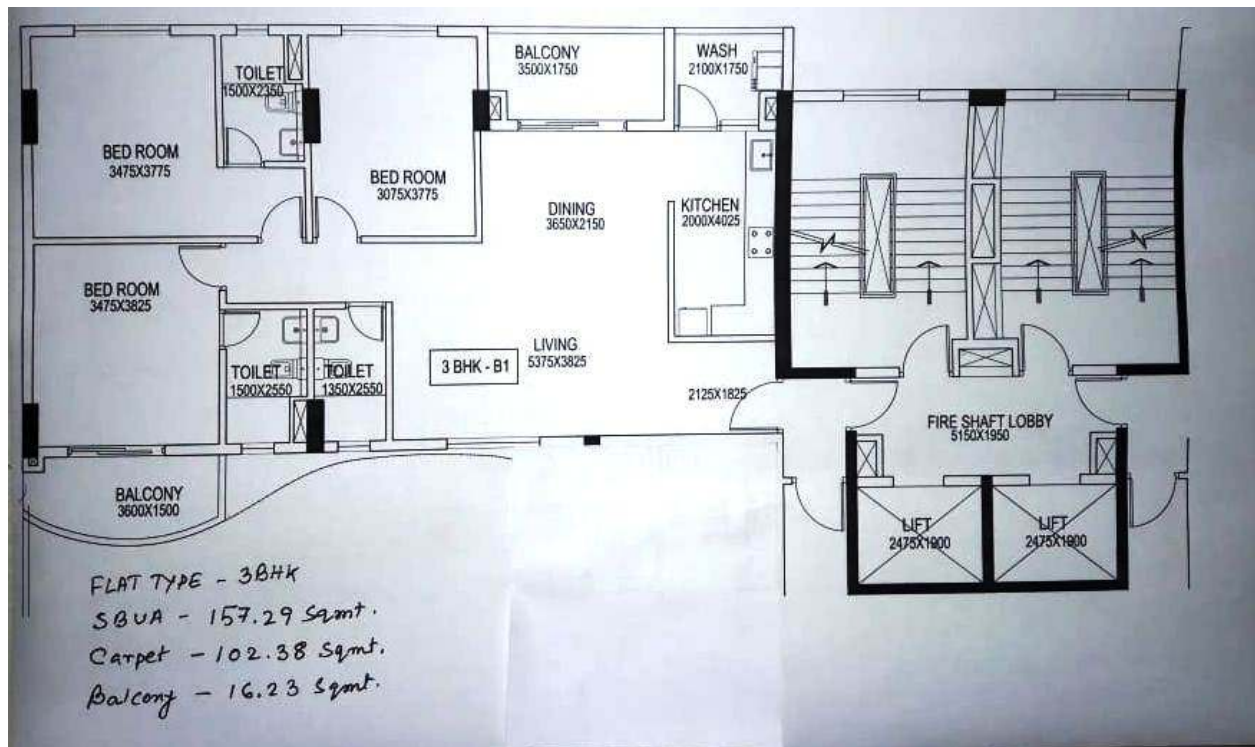 BALCONY
3500X1750
WASH
2100X1750
TOILET
1500X2350
BED ROOM
3475X3775
BED ROOM
3075X3775
DINING
3650X2150
KITCHEN
2000X4025
BED ROOM
3475X3825
LIVING
5375X3825
3 BHK - B1
TOILET
1500X2550
TOILET
1350X2550
2125X1825
FIRE SHAFT LOBBY
5150X1950
BALCONY
3600X1500
LIFT
2475X1900
LIFT
2475X1900
FLAT TYPE - 3BHK
SBUA - 157.29 Sqmt.
Carpet - 102.38 Sqmt.
Balcony - 16.23 Sqmt.